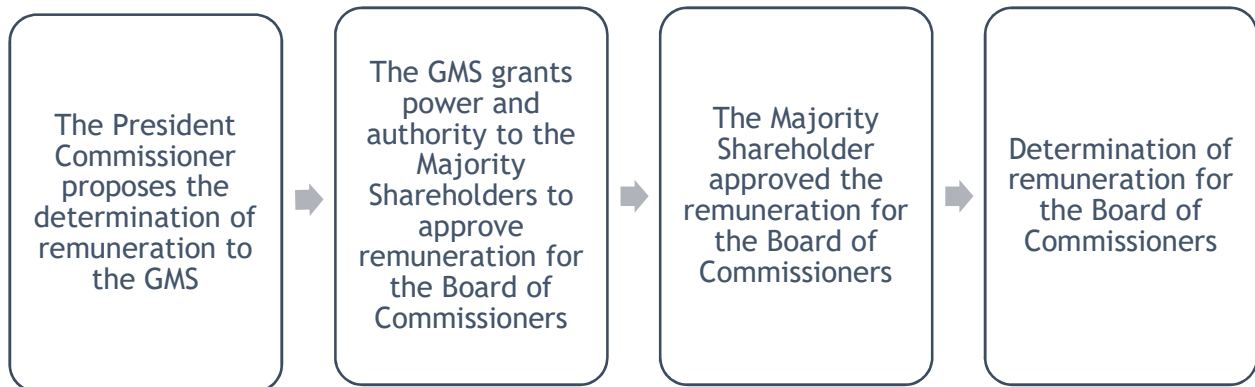 The President
Commissioner
proposes the
determination of
remuneration to
the GMS
The GMS grants
power and
authority to the
Majority
Shareholders to
approve
remuneration for
the Board of
Commissioners
The Majority
Shareholder
approved the
remuneration for
the Board of
Commissioners
Determination of
remuneration for
the Board of
Commissioners